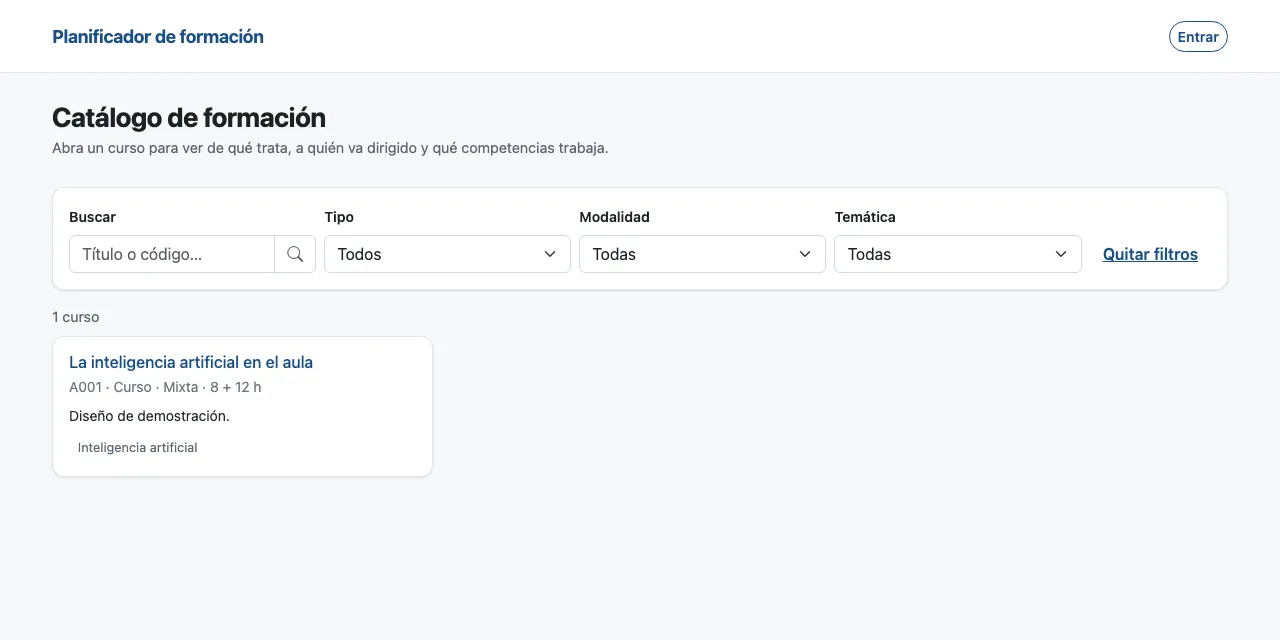 Planificador de formación
Entrar
Catálogo de formación
Abra un curso para ver de qué trata, a quién va dirigido y qué competencias trabaja.
Buscar
Tipo
Modalidad
Temática
Título o código...
Todos
Todas
Todas
Quitar filtros
1 curso
La inteligencia artificial en el aula
A001 · Curso · Mixta · 8 + 12 h
Diseño de demostración.
Inteligencia artificial